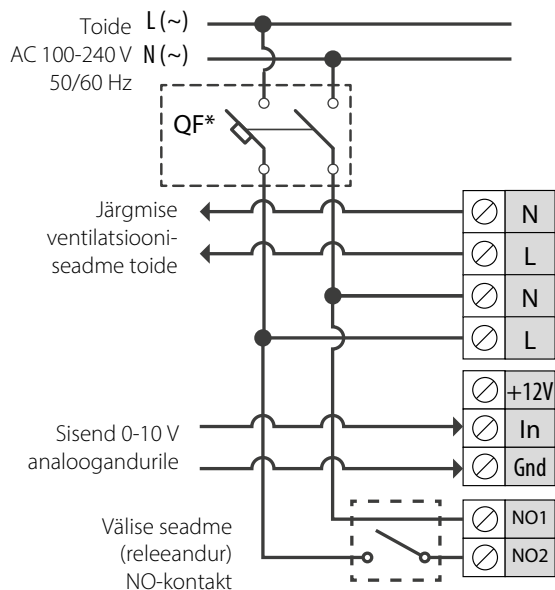 Toide L (~)
AC 100-240 V N (~)
50/60 Hz
QF*
Järgmise
ventilatsiooni-
seadme toide
N
L
N
L
+12V
Sisend 0-10 V
analoogandurile
In
Gnd
Välise seadme
(releeandur)
NO-kontakt
NO1
NO2